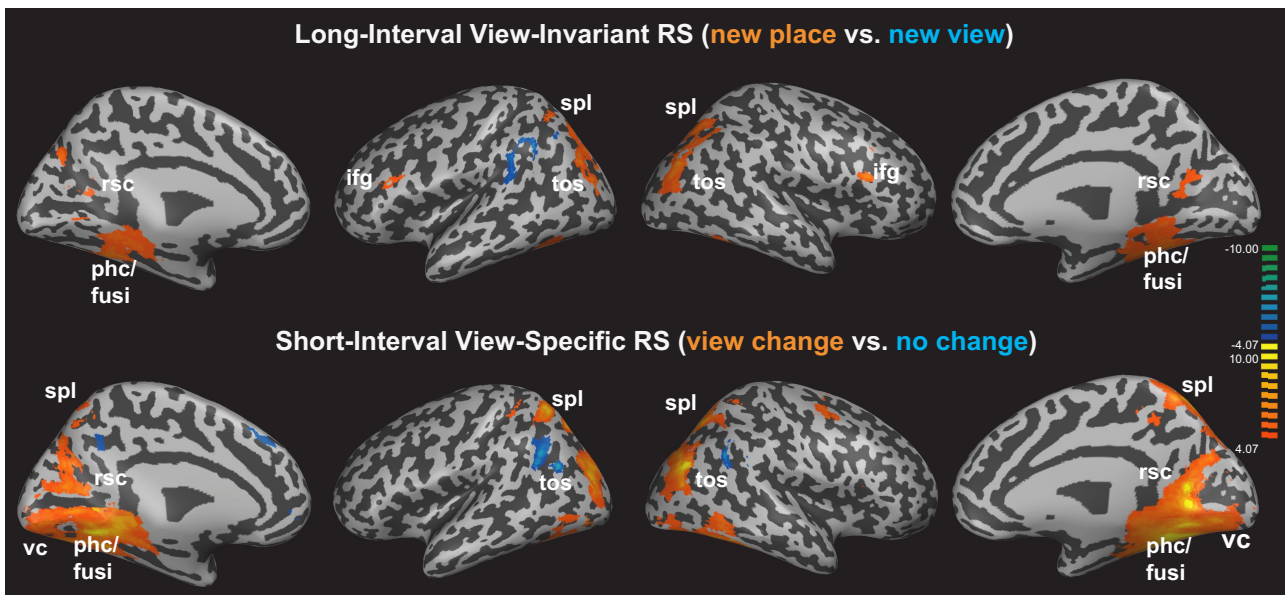 Long-Interval View-Invariant RS (new place vs. new view)
spl
spl
ifg
tos
tos
ifg
rsc
rsc
phc/
fusi
phc/
fusi
-10.00
-4.07
10.00
4.07
Short-Interval View-Specific RS (view change vs. no change)
spl
spl
spl
spl
rsc
tos
tos
rsc
vc
phc/
fusi
phc/
fusi
vc